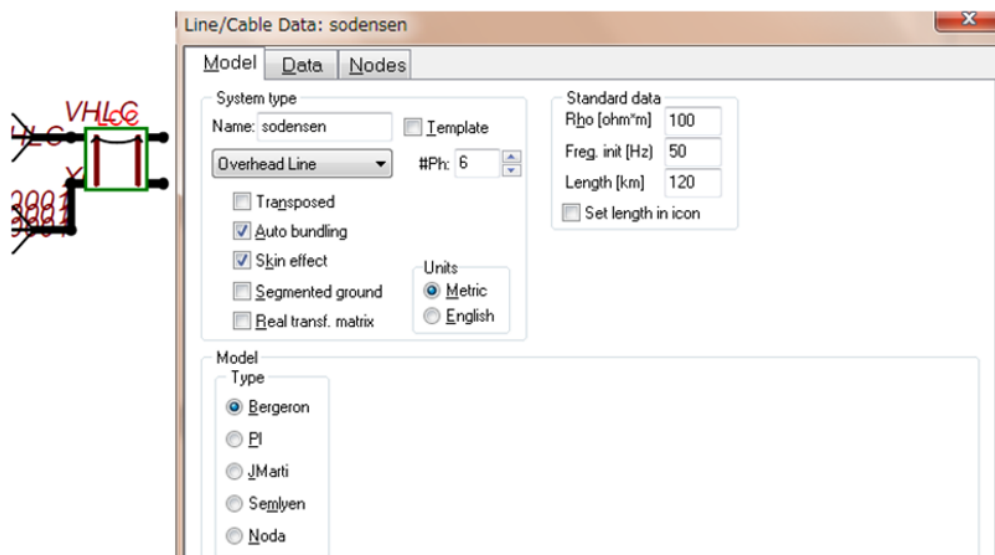 Line/Cable Data: sodensen
X
Model Data Nodes
System type
Name: sodensen
Template
Overhead Line
#Ph: 6
Transposed
Auto bundling
Skin effect
Segmented ground
Real transf. matrix
Units
Metric
English
Standard data
Rho [ohm*m] 100
Freq. init [Hz] 50
Length [km] 120
Set length in icon
Model
Type
Bergeron
PI
JMarti
Semlyen
Noda